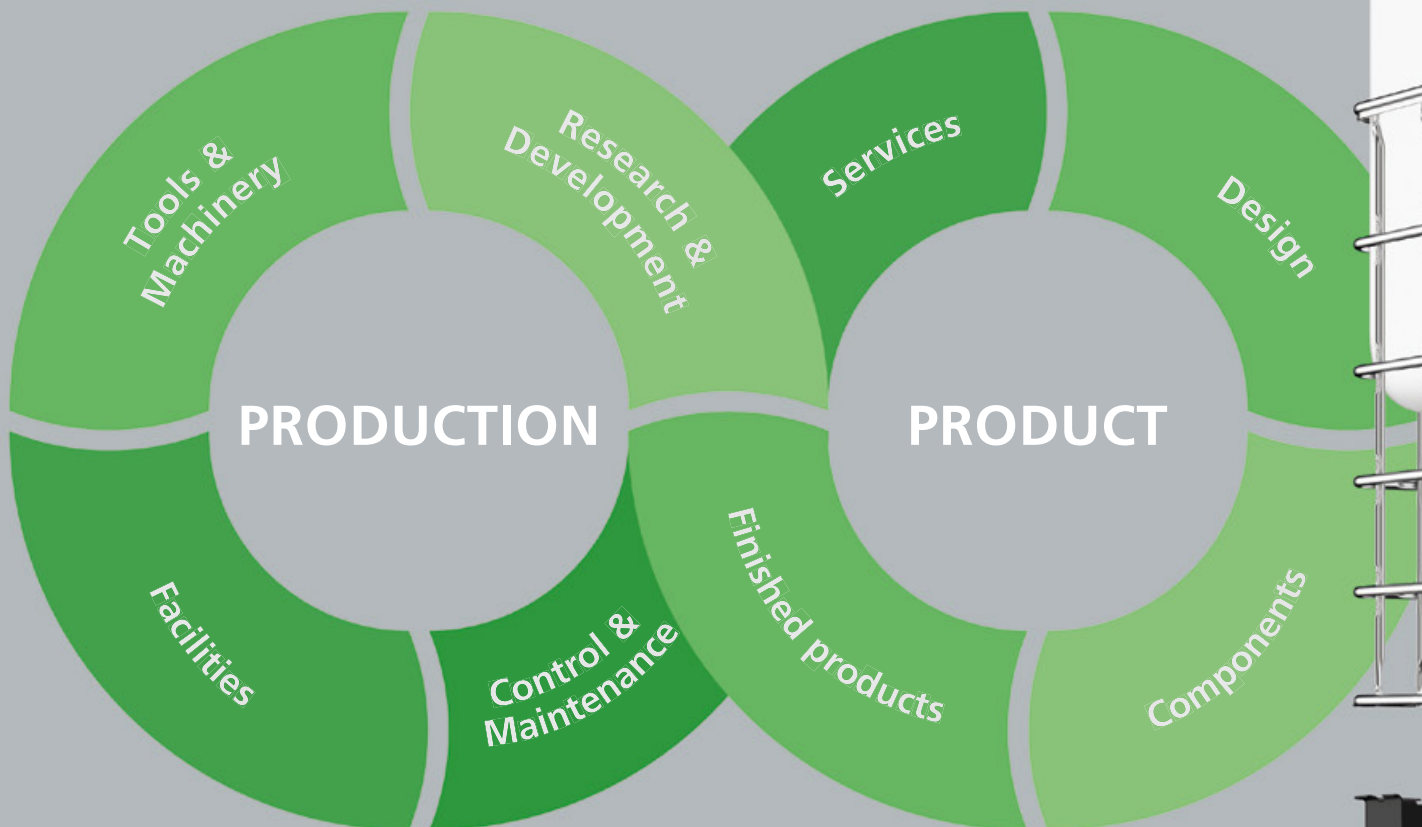 Tools &
Machinery
Research &
Development
Services
Design
PRODUCTION
PRODUCT
Facilities
Control &
Maintenance
Finished products
Components